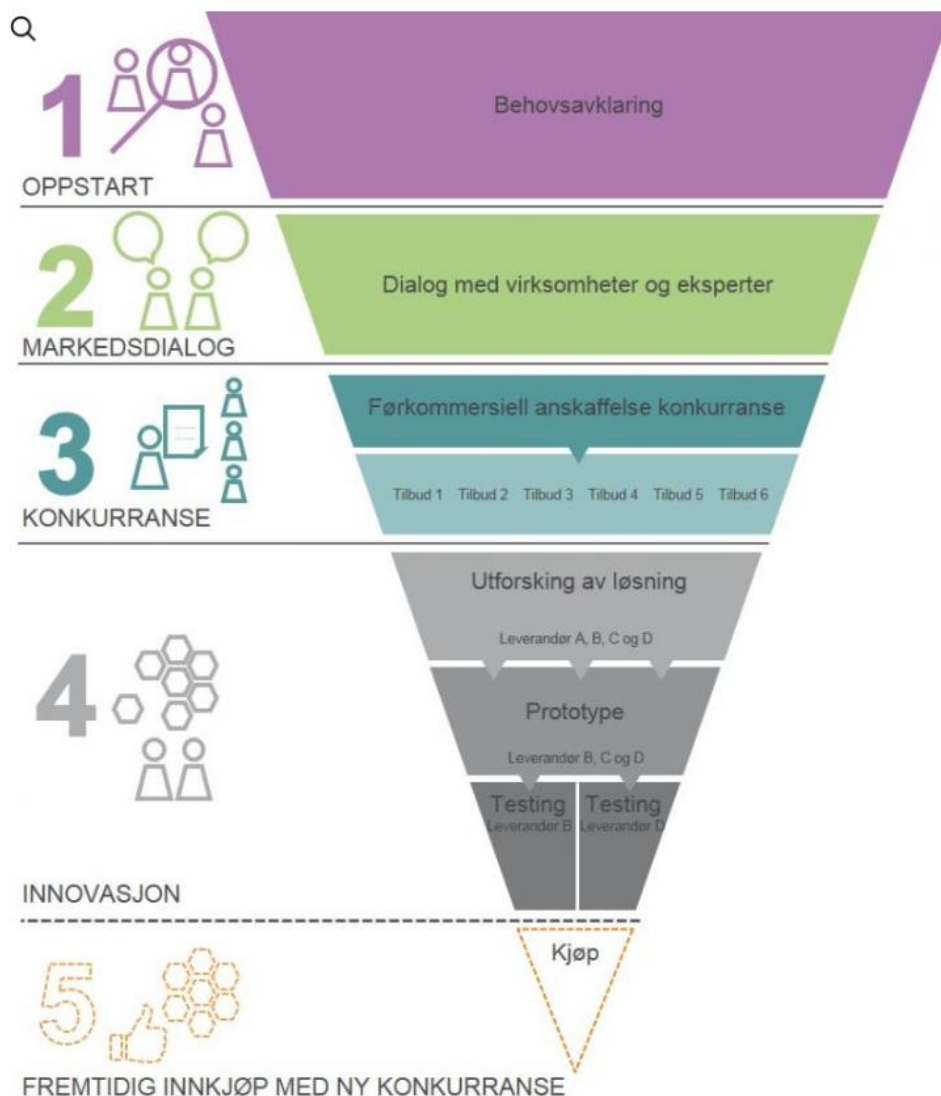 1
Behovsavklaring
OPPSTART
2
Dialog med virksomheter og eksperter
MARKEDSDIALOG
3
Førkommersiell anskaffelse konkurranse
Tilbud 1 Tilbud 2 Tilbud 3 Tilbud 4 Tilbud 5 Tilbud 6
KONKURRANSE
4
Utforsking av løsning
Leverandør A, B, C og D
Prototype
Leverandør B, C og D
Testing Testing
Leverandør B Leverandør D
INNOVASJON
5
Kjøp
FREMTIDIG INNKJØP MED NY KONKURRANSE